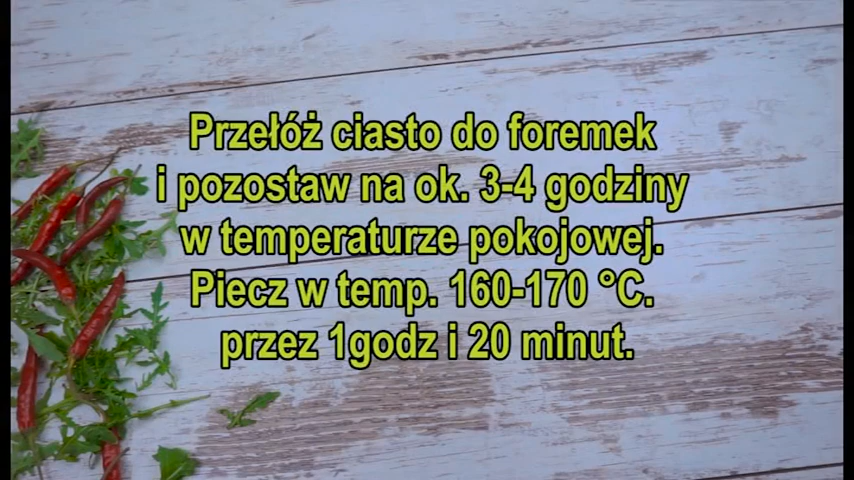 Przełóż ciasto do foremek
i pozostaw na ok. 3-4 godziny
w temperaturze pokojowej.
Piecz w temp. 160-170 °C.
przez 1godz i 20 minut.